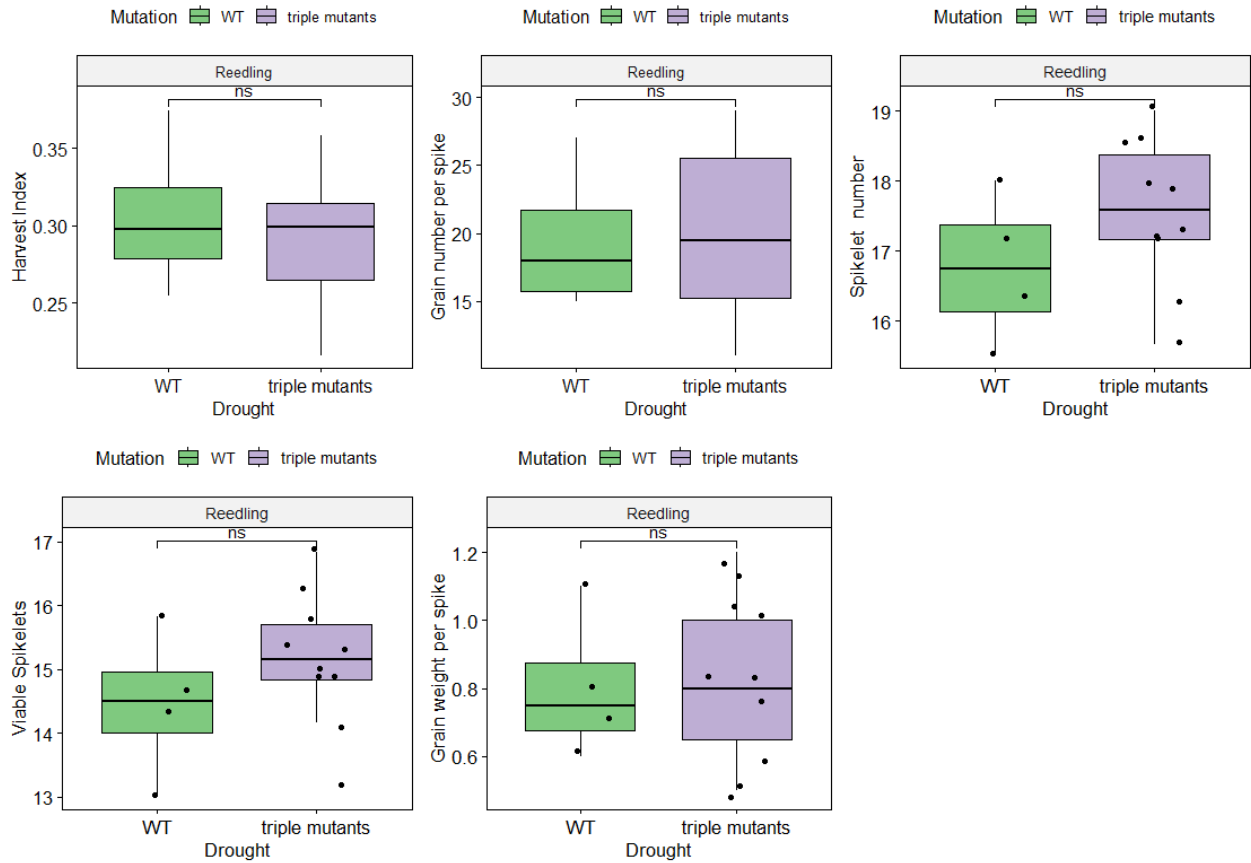 Mutation WT triple mutants
Reedling
ns
Harvest Index
0.35
0.30
0.25
WT triple mutants
Drought
Mutation WT triple mutants
Reedling
ns
Grain number per spike
30
25
20
15
WT triple mutants
Drought
Mutation WT triple mutants
Reedling
ns
Spikelet number
19
18
17
16
WT triple mutants
Drought
Mutation WT triple mutants
Reedling
ns
Viable Spikelets
17
16
15
14
13
WT triple mutants
Drought
Mutation WT triple mutants
Reedling
ns
Grain weight per spike
1.2
1.0
0.8
0.6
WT triple mutants
Drought